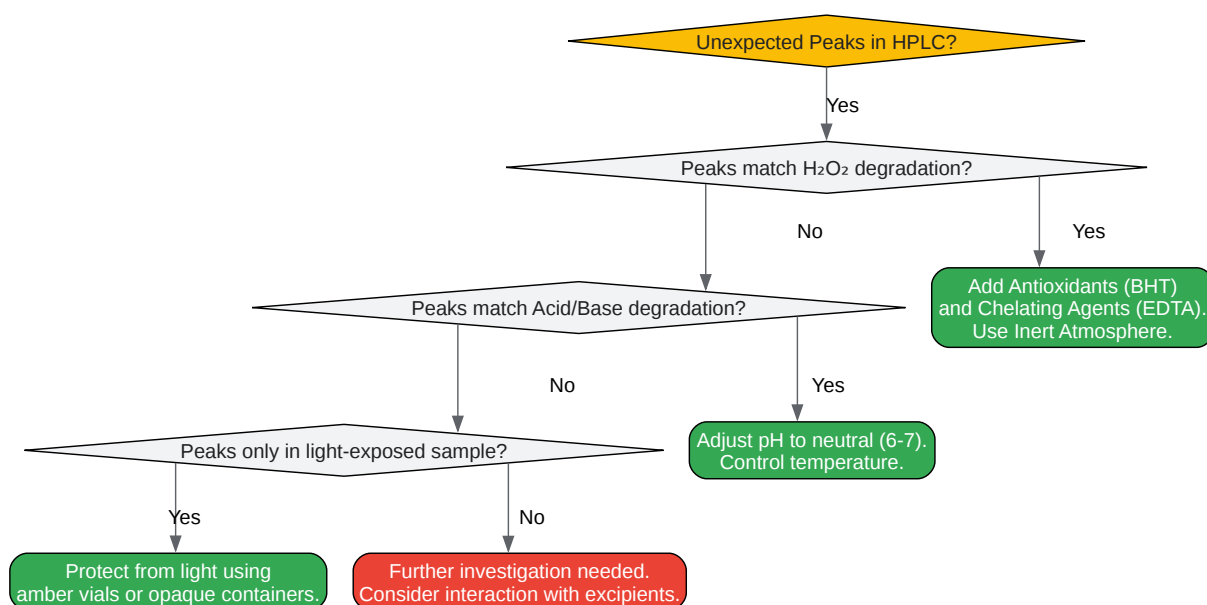 Unexpected Peaks in HPLC?
Yes
Peaks match H₂O₂ degradation?
No
Yes
Add Antioxidants (BHT)
and Chelating Agents (EDTA).
Use Inert Atmosphere.
Peaks match Acid/Base degradation?
No
Yes
Adjust pH to neutral (6-7).
Control temperature.
Peaks only in light-exposed sample?
Yes
No
Protect from light using
amber vials or opaque containers.
Further investigation needed.
Consider interaction with excipients.